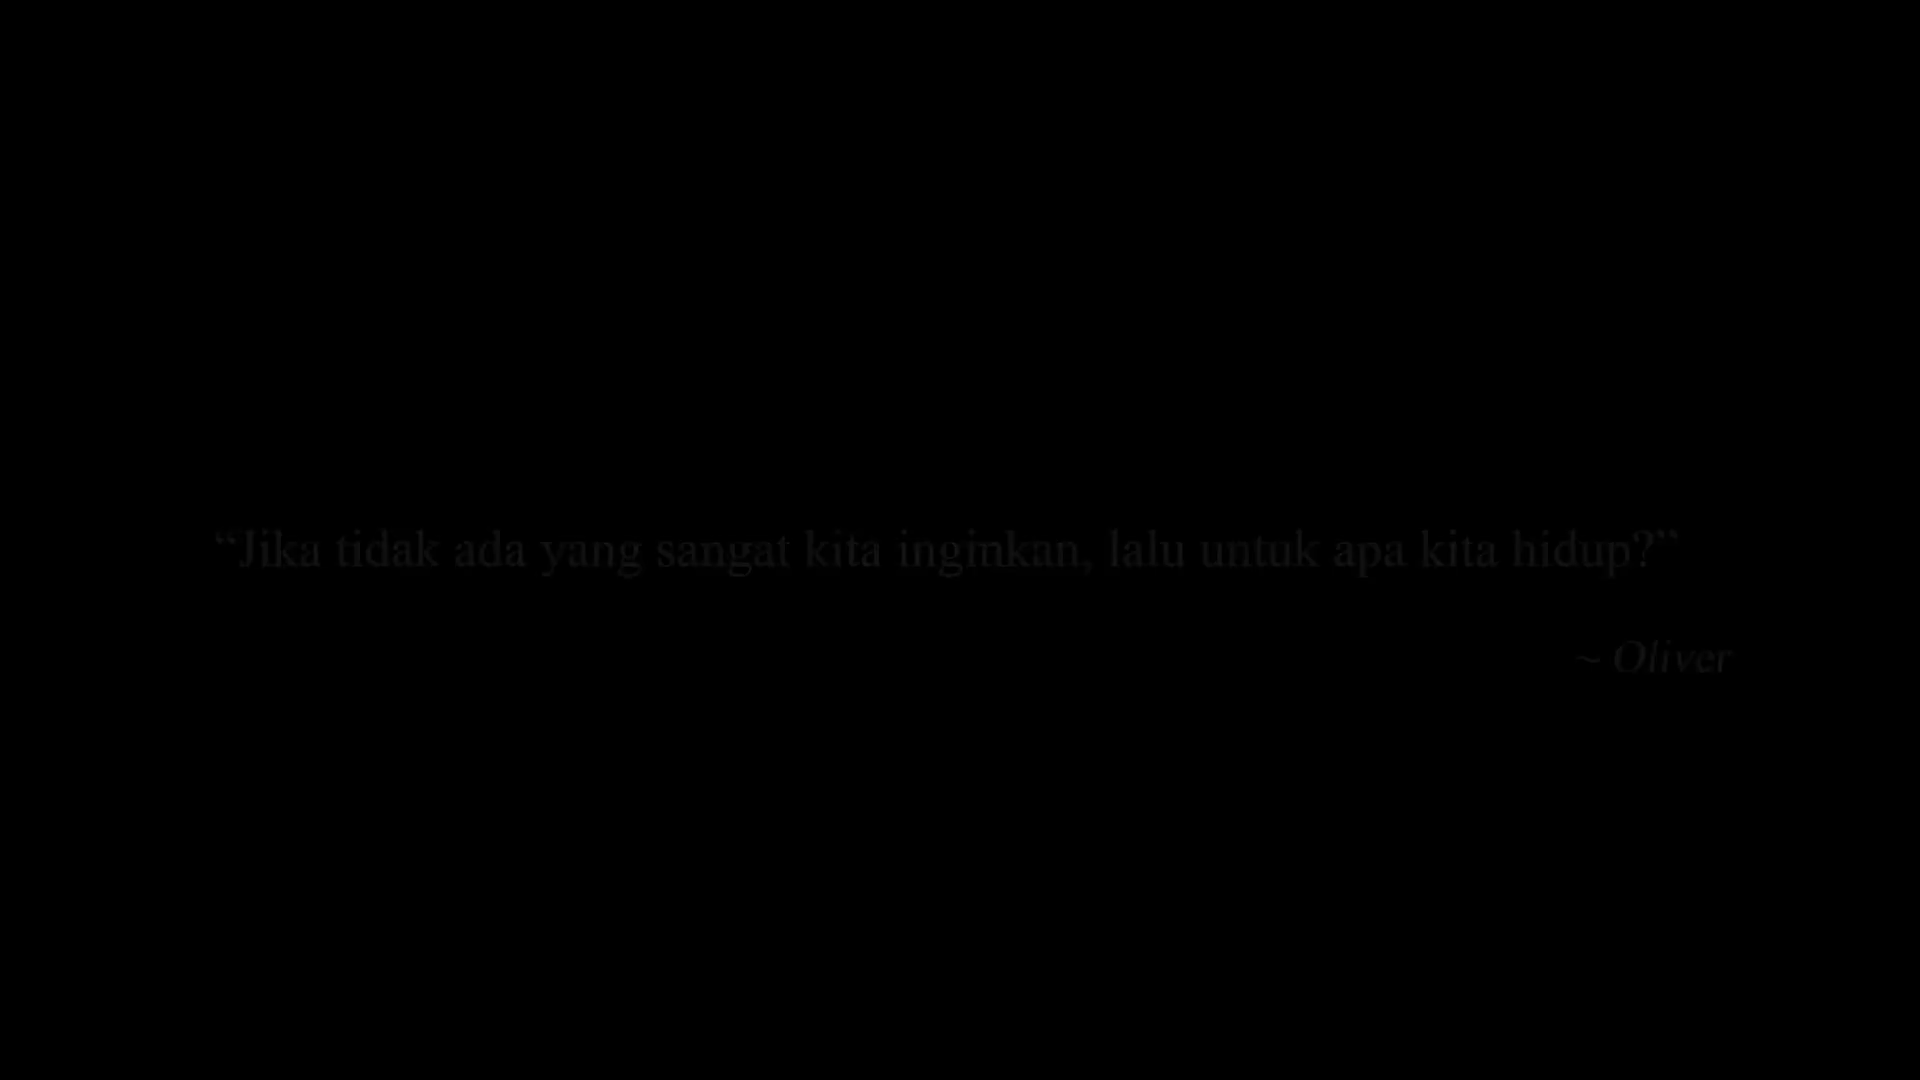 “Jika tidak ada yang sangat kita inginkan, lalu untuk apa kita hidup?”
~ Oliver